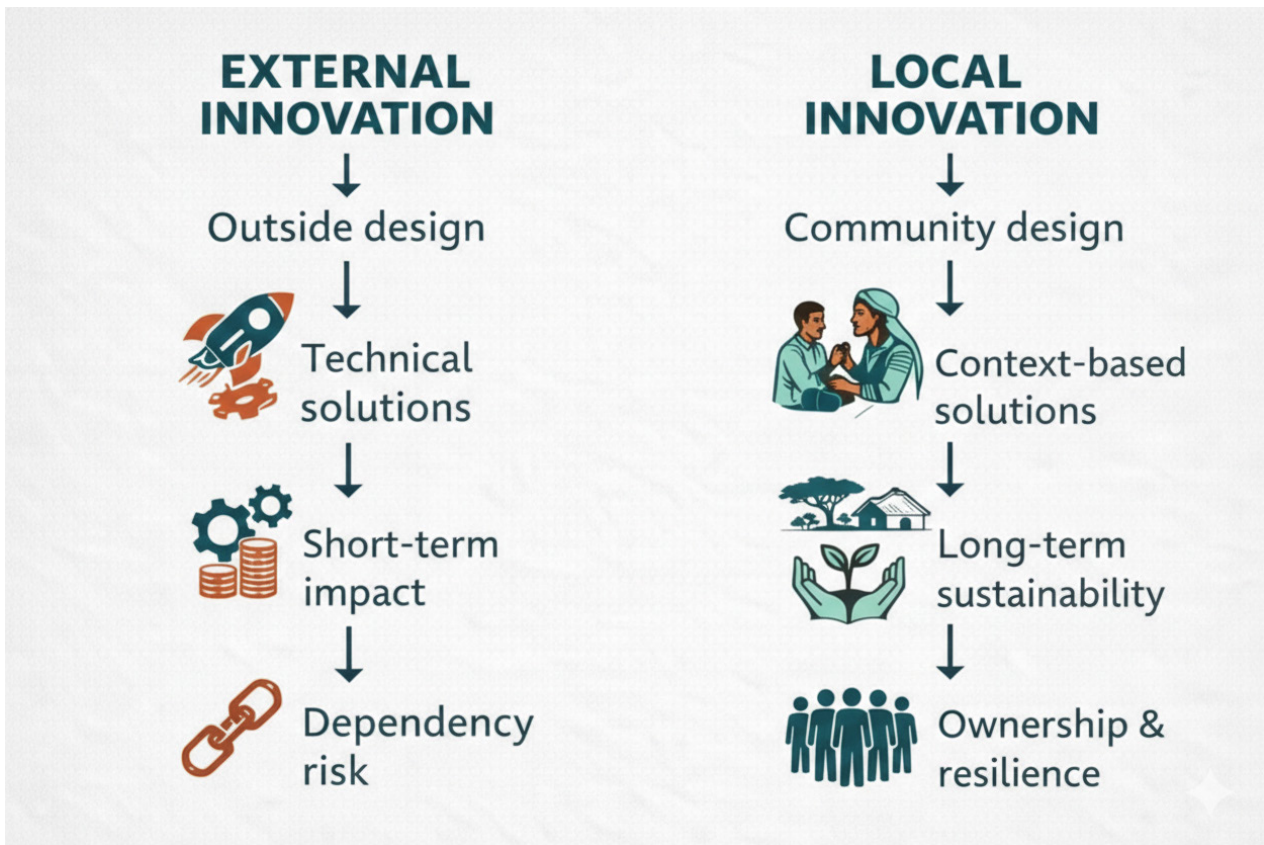 EXTERNAL
INNOVATION
Outside design
Technical
solutions
Short-term
impact
Dependency
risk
LOCAL
INNOVATION
Community design
Context-based
solutions
Long-term
sustainability
Ownership &
resilience